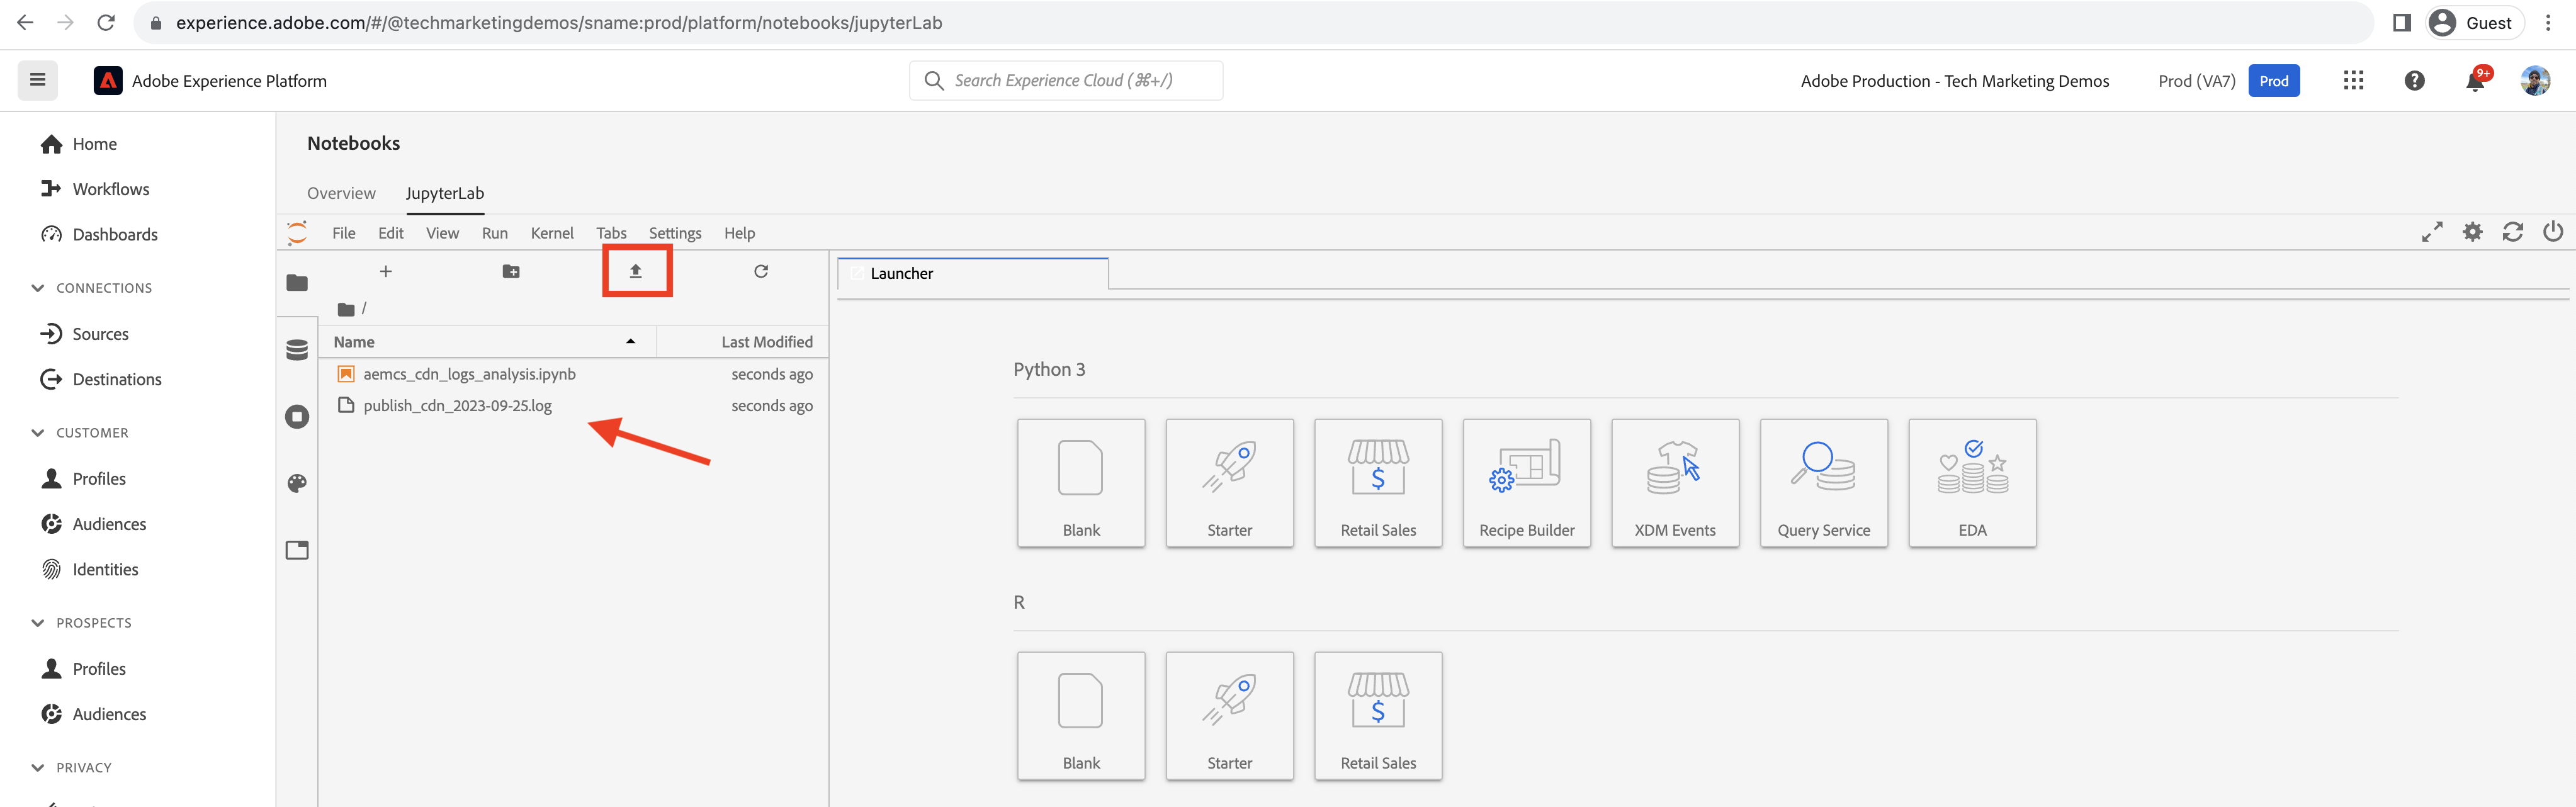 experience.adobe.com/#/@techmarketingdemos/sname:prod/platform/notebooks/jupyterLab
Guest
Adobe Experience Platform
Search Experience Cloud (⌘+/)
Adobe Production - Tech Marketing Demos
Prod (VA7)
Prod
9+
Home
Workflows
Dashboards
CONNECTIONS
Sources
Destinations
CUSTOMER
Profiles
Audiences
Identities
PROSPECTS
Profiles
Audiences
PRIVACY
Notebooks
Overview JupyterLab
File Edit View Run Kernel Tabs Settings Help
/
Name Last Modified
aemcs_cdn_logs_analysis.ipynb seconds ago
publish_cdn_2023-09-25.log seconds ago
Launcher
Python 3
Blank Starter Retail Sales Recipe Builder XDM Events Query Service EDA
R
Blank Starter Retail Sales